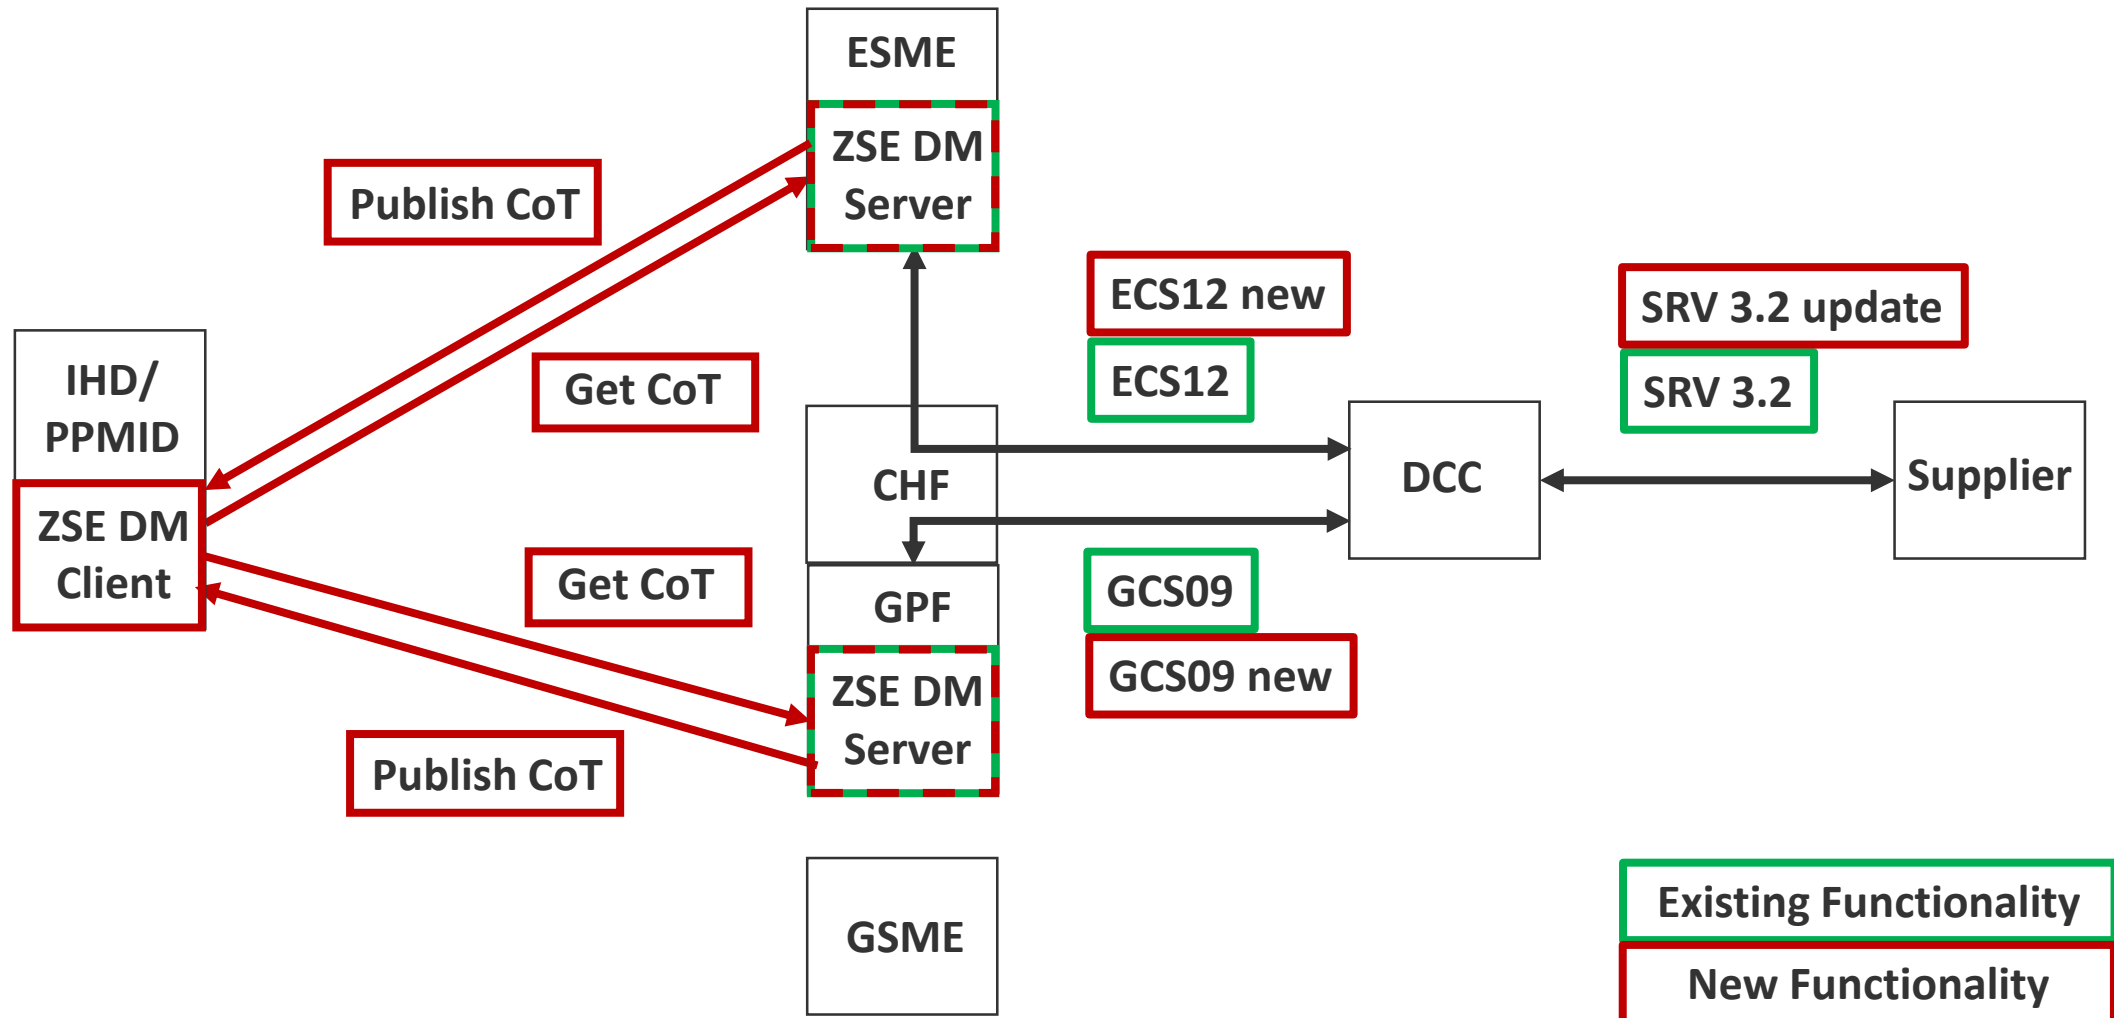 ESME
ZSE DM
Server
Publish CoT
ECS12 new
SRV 3.2 update
IHD/
PPMID
Get CoT
ECS12
SRV 3.2
CHF
DCC
Supplier
ZSE DM
Client
Get CoT
GCS09
GPF
GCS09 new
ZSE DM
Server
Publish CoT
GSME
Existing Functionality
New Functionality